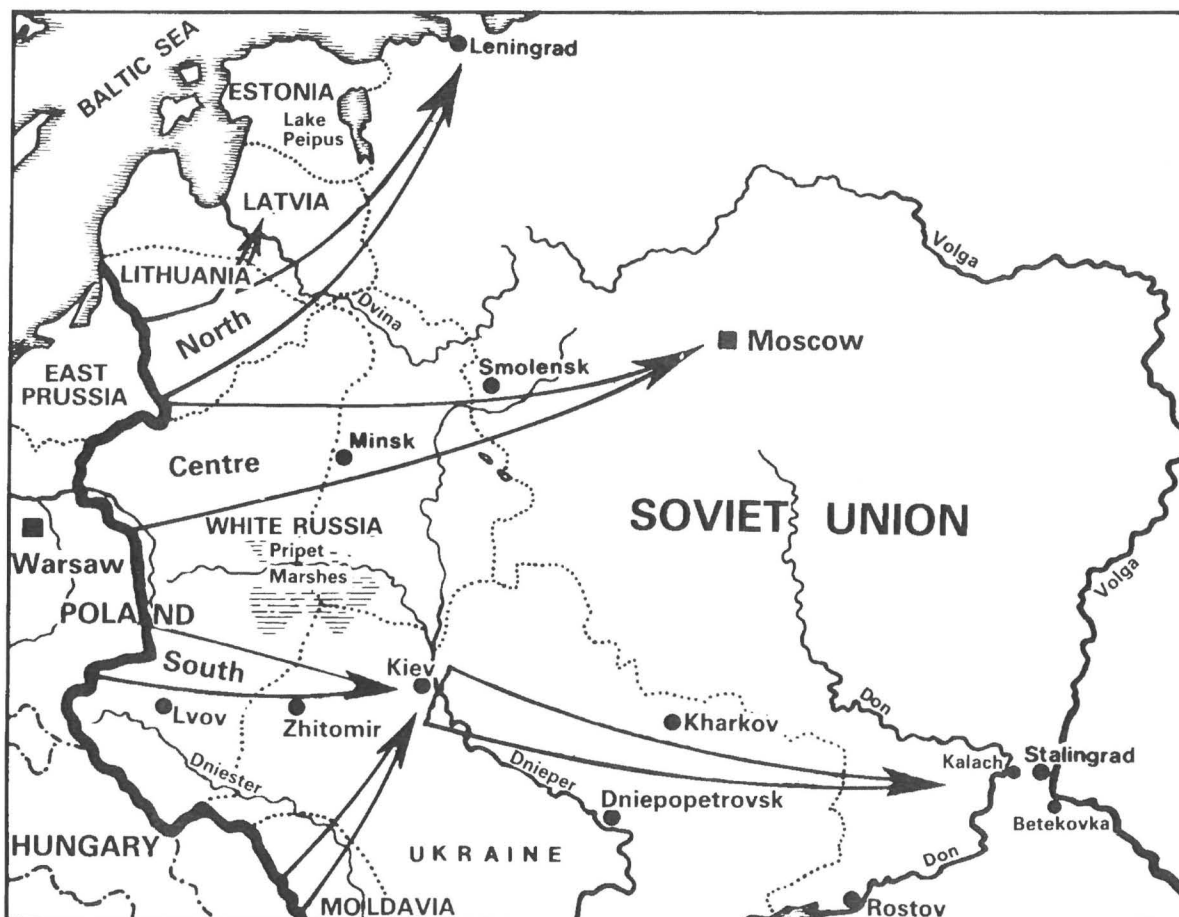 BALTIC SEA
Leningrad
ESTONIA
Lake
Peipus
LATVIA
LITHUANIA
Volga
North
Dvina
Moscow
EAST
PRUSSIA
Smolensk
Minsk
Centre
SOVIET UNION
WHITE RUSSIA
Warsaw
Pripet
Marshes
Volga
POLAND
South
Kiev
Lvov
Zhitomir
Kharkov
Don
Kalach
Stalingrad
Dniester
Dnieper
Dniepopetrovsk
Betekovka
HUNGARY
UKRAINE
Don
MOLDAVIA
Rostov